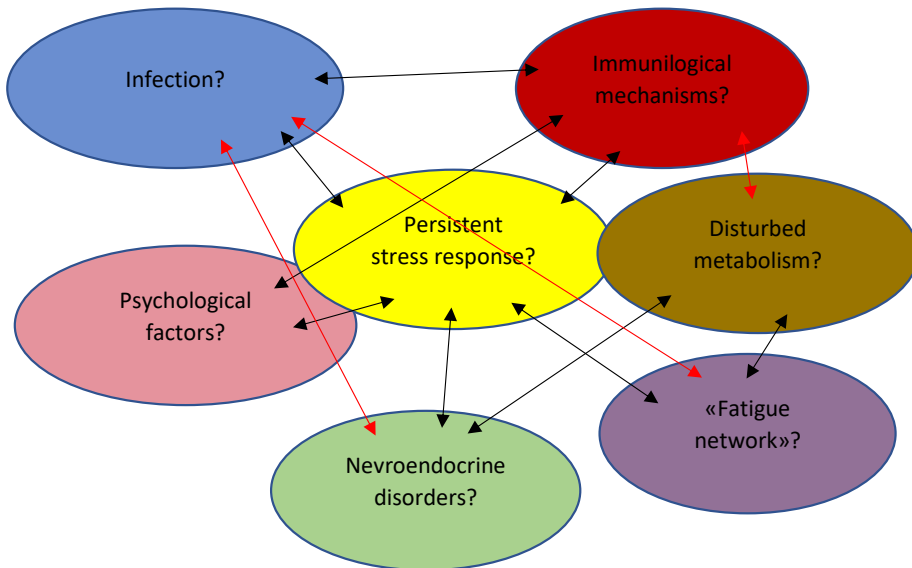 Infection?
Immunilogical
mechanisms?
Persistent
stress response?
Disturbed
metabolism?
Psychological
factors?
«Fatigue
network»?
Nevroendocrine
disorders?